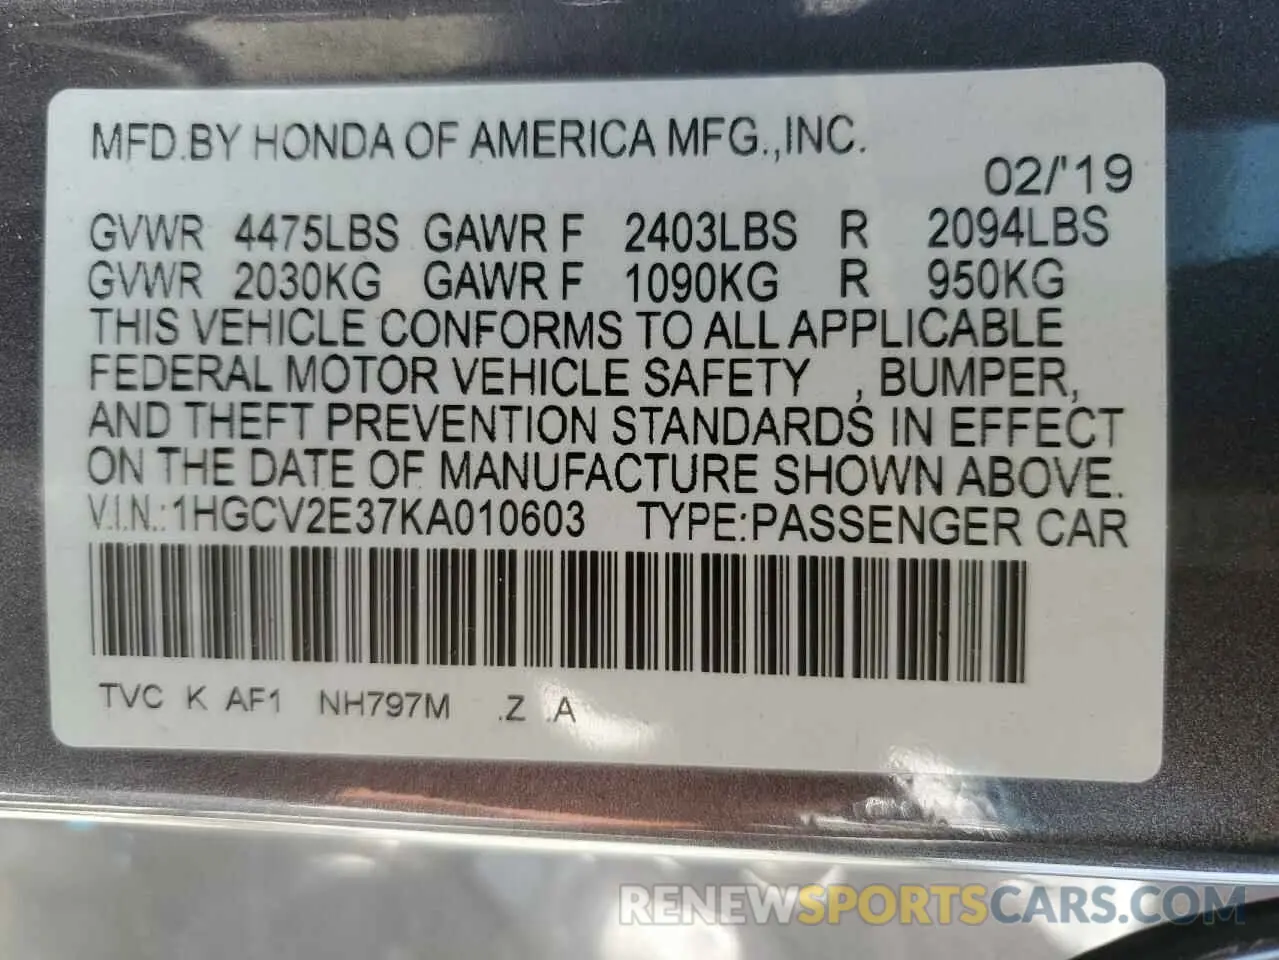 MFD.BY HONDA OF AMERICA MFG.,INC.
02/'19
GVWR 4475LBS GAWR F 2403LBS R 2094LBS
GVWR 2030KG GAWR F 1090KG R 950KG
THIS VEHICLE CONFORMS TO ALL APPLICABLE
FEDERAL MOTOR VEHICLE SAFETY , BUMPER,
AND THEFT PREVENTION STANDARDS IN EFFECT
ON THE DATE OF MANUFACTURE SHOWN ABOVE.
V.I.N.:1HGCV2E37KA010603 TYPE:PASSENGER CAR
TVC K AF1 NH797M .Z .A
RENEWSPORTSCARS.COM